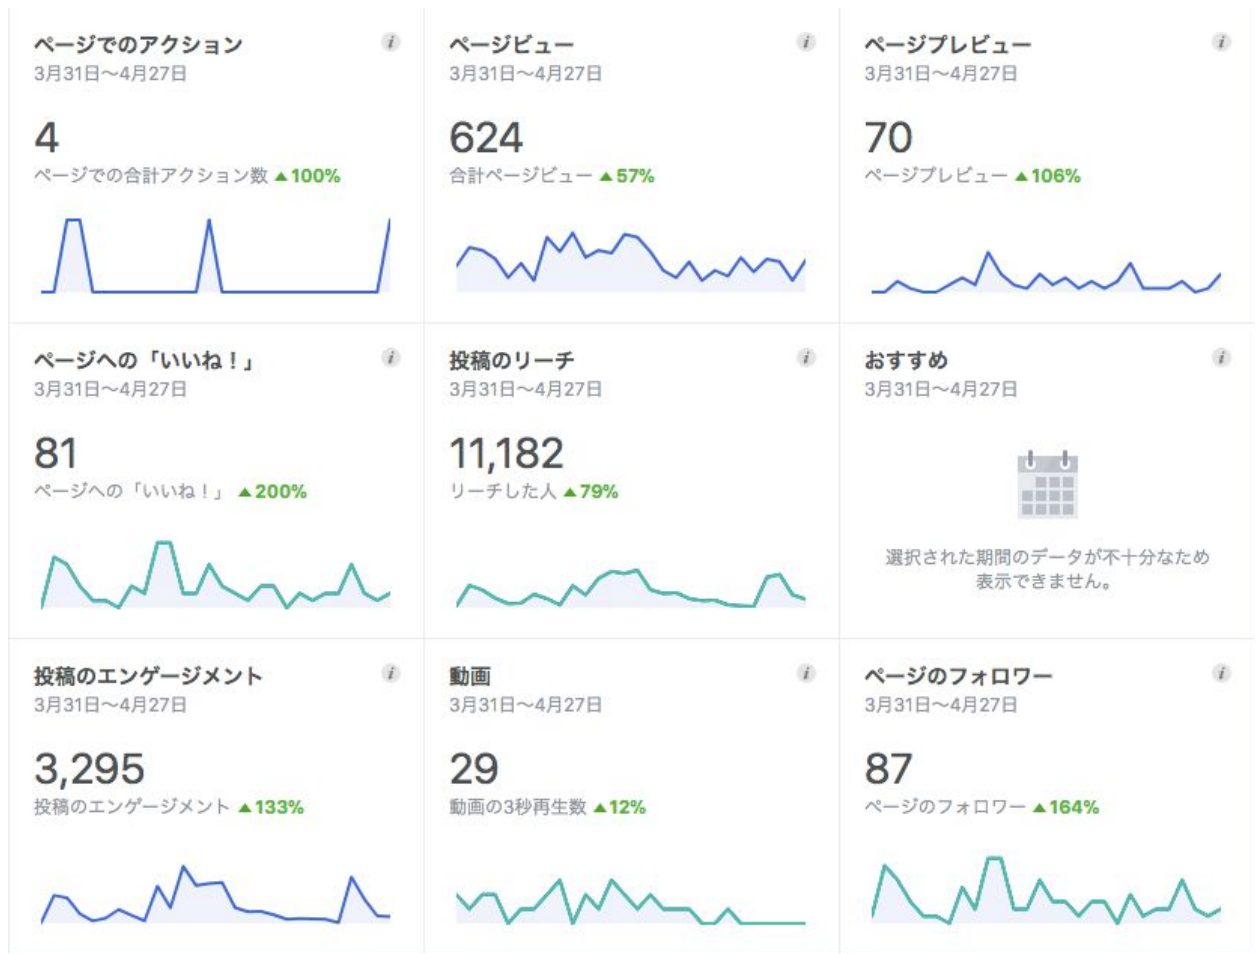 ページでのアクション
3月31日〜4月27日
4
ページでの合計アクション数 ▲100%
ページビュー
3月31日〜4月27日
624
合計ページビュー ▲57%
ページプレビュー
3月31日〜4月27日
70
ページプレビュー ▲106%
ページへの「いいね！」
3月31日〜4月27日
81
ページへの「いいね！」 ▲200%
投稿のリーチ
3月31日〜4月27日
11,182
リーチした人 ▲79%
おすすめ
3月31日〜4月27日
選択された期間のデータが不十分なため
表示できません。
投稿のエンゲージメント
3月31日〜4月27日
3,295
投稿のエンゲージメント ▲133%
動画
3月31日〜4月27日
29
動画の3秒再生数 ▲12%
ページのフォロワー
3月31日〜4月27日
87
ページのフォロワー ▲164%